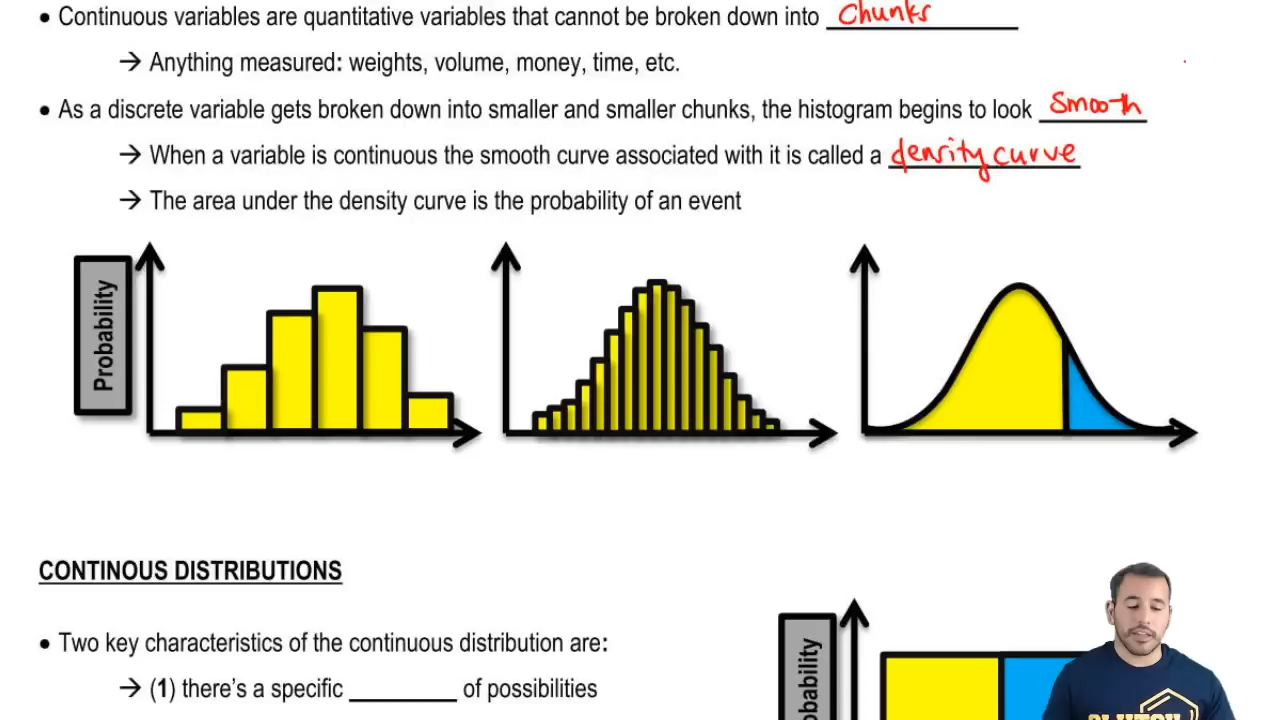 • Continuous variables are quantitative variables that cannot be broken down into Chunks
→ Anything measured: weights, volume, money, time, etc.
• As a discrete variable gets broken down into smaller and smaller chunks, the histogram begins to look Smooth
→ When a variable is continuous the smooth curve associated with it is called a density curve
→ The area under the density curve is the probability of an event
Probability
CONTINOUS DISTRIBUTIONS
• Two key characteristics of the continuous distribution are:
→ (1) there's a specific ________ of possibilities
obability